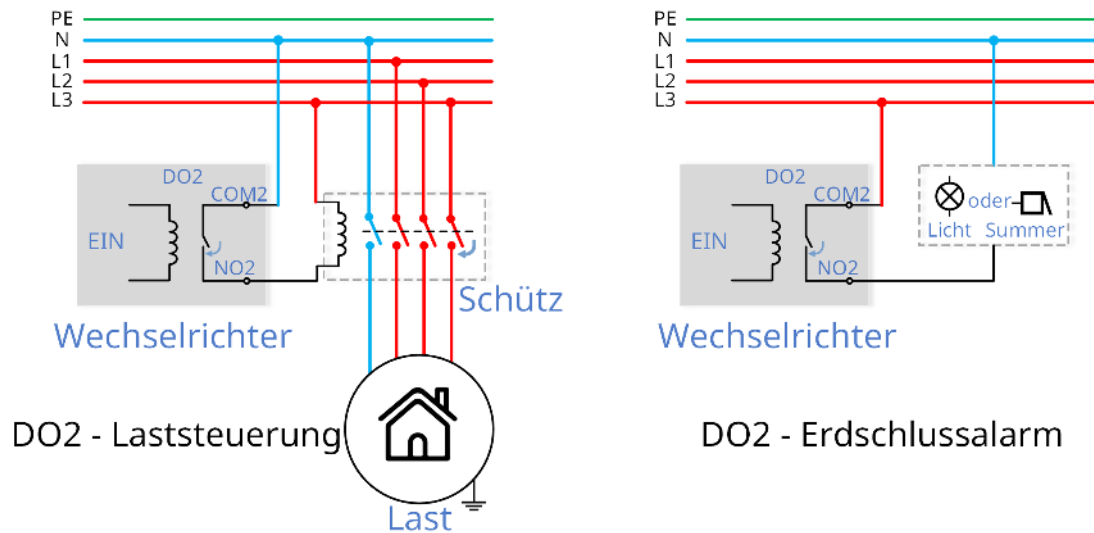 PE
N
L1
L2
L3
DO2
COM2
EIN
NO2
Schütz
Wechselrichter
DO2 - Laststeuerung
Last
PE
N
L1
L2
L3
DO2
COM2
EIN
NO2
oder
Licht Summer
Wechselrichter
DO2 - Erdschlussalarm